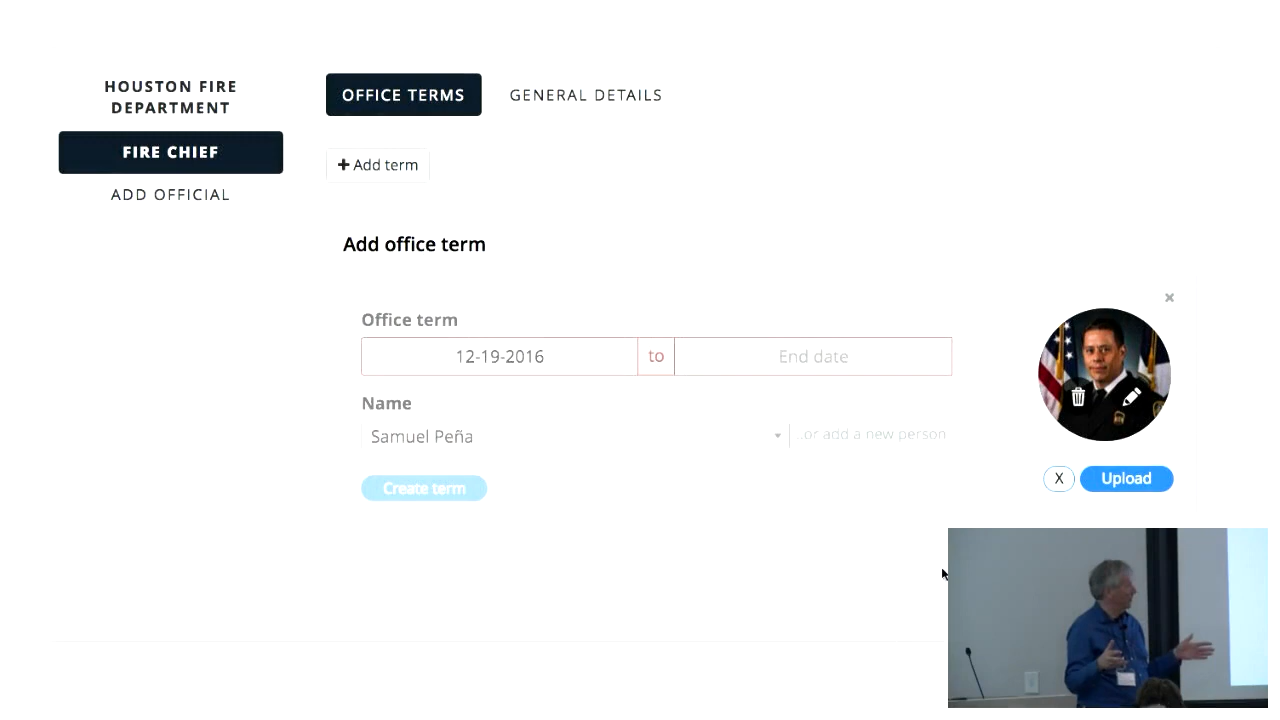 HOUSTON FIRE
DEPARTMENT
FIRE CHIEF
ADD OFFICIAL
OFFICE TERMS
GENERAL DETAILS
+ Add term
Add office term
×
Office term
12-19-2016 to End date
Name
Samuel Peña
..or add a new person
Create term
X
Upload